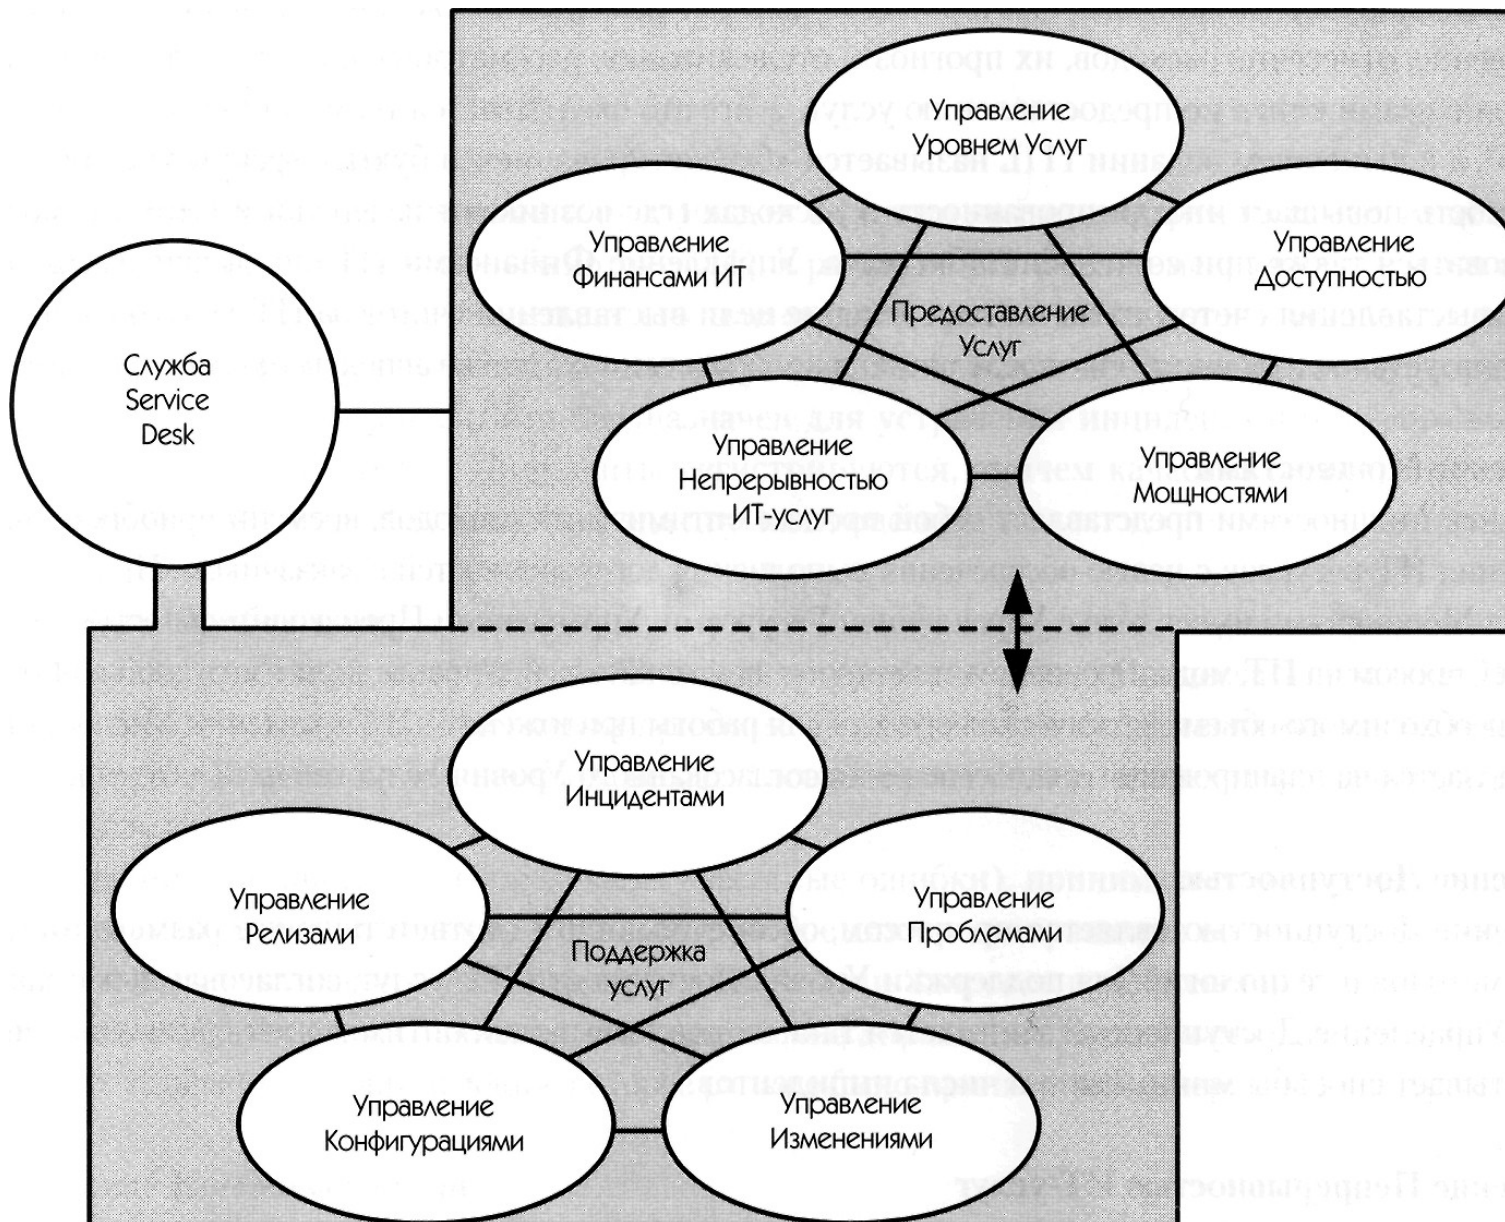 Управление
Уровнем Услуг
Управление
Финансами ИТ
Управление
Доступностью
Предоставление
Услуг
Служба
Service
Desk
Управление
Непрерывностью
ИТ-услуг
Управление
Мощностями
Управление
Инцидентами
Управление
Релизами
Управление
Проблемами
Поддержка
услуг
Управление
Конфигурациями
Управление
Изменениями